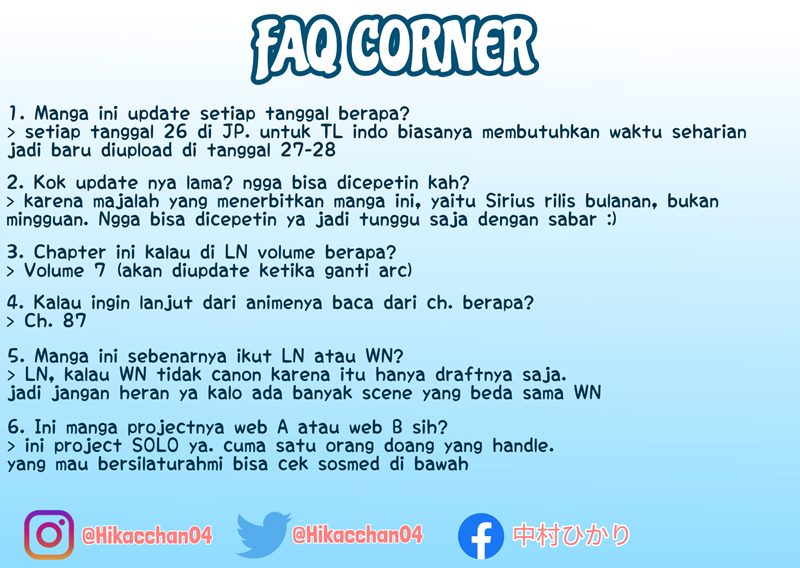 FAQ CORNER
1. Manga ini update setiap tanggal berapa?
> setiap tanggal 26 di JP. untuk TL indo biasanya membutuhkan waktu seharian
jadi baru diupload di tanggal 27-28
2. Kok update nya lama? ngga bisa dicepetin kah?
> karena majalah yang menerbitkan manga ini, yaitu Sirius rilis bulanan, bukan
mingguan. Ngga bisa dicepetin ya jadi tunggu saja dengan sabar :)
3. Chapter ini kalau di LN volume berapa?
> Volume 7 (akan diupdate ketika ganti arc)
4. Kalau ingin lanjut dari animenya baca dari ch. berapa?
> Ch. 87
5. Manga ini sebenarnya ikut LN atau WN?
> LN, kalau WN tidak canon karena itu hanya draftnya saja.
jadi jangan heran ya kalo ada banyak scene yang beda sama WN
6. Ini manga projectnya web A atau web B sih?
> ini project SOLO ya. cuma satu orang doang yang handle.
yang mau bersilaturahmi bisa cek sosmed di bawah
@Hikacchan04 @Hikacchan04 中村ひかり